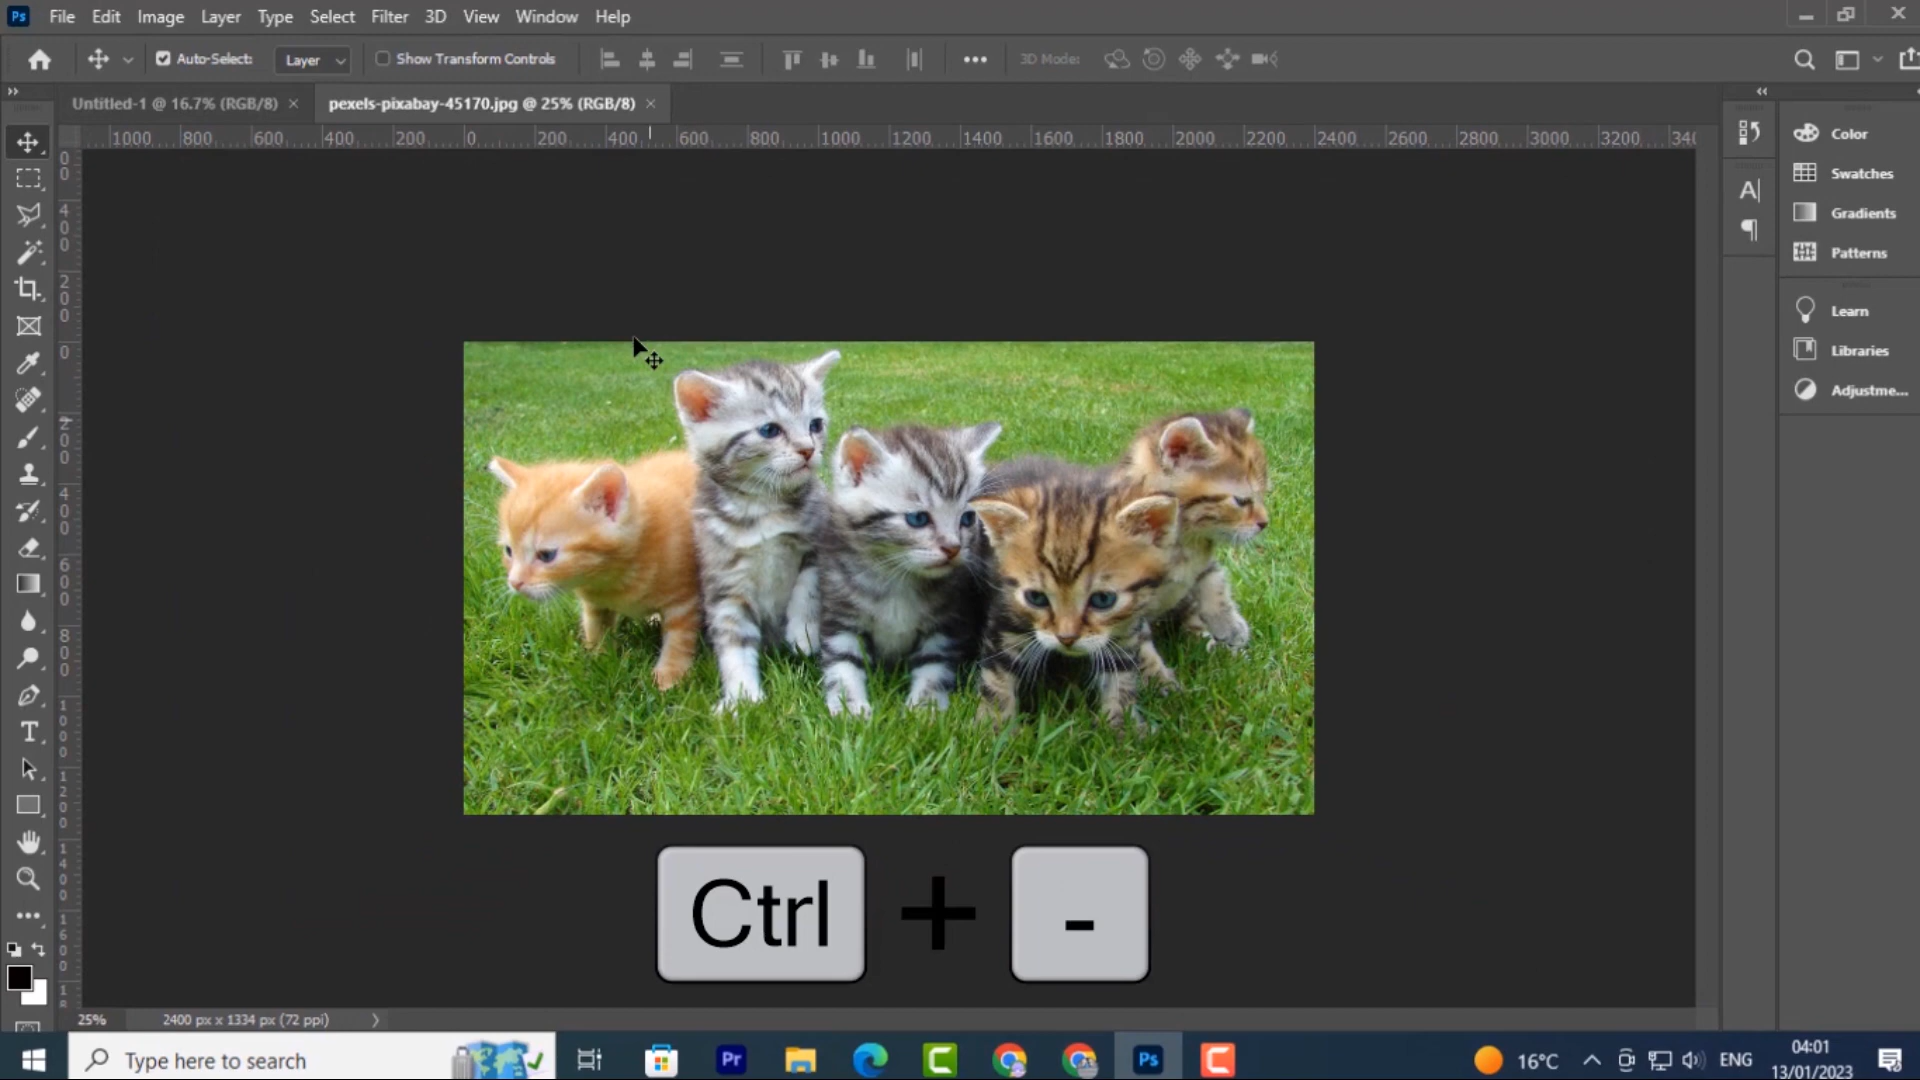 Ps File Edit Image Layer Type Select Filter 3D View Window Help
Auto-Select: Layer Show Transform Controls 3D Mode:
Untitled-1 @ 16.7% (RGB/8) × pexels-pixabay-45170.jpg @ 25% (RGB/8) ×
1000 800 600 400 200 0 200 400 600 800 1000 1200 1400 1600 1800 2000 2200 2400 2600 2800 3000 3200
Color
Swatches
Gradients
Patterns
Learn
Libraries
Adjustme...
Ctrl + -
25% 2400 px x 1334 px (72 ppi)
Type here to search Pr Ps 16°C ENG 04:01
13/01/2023